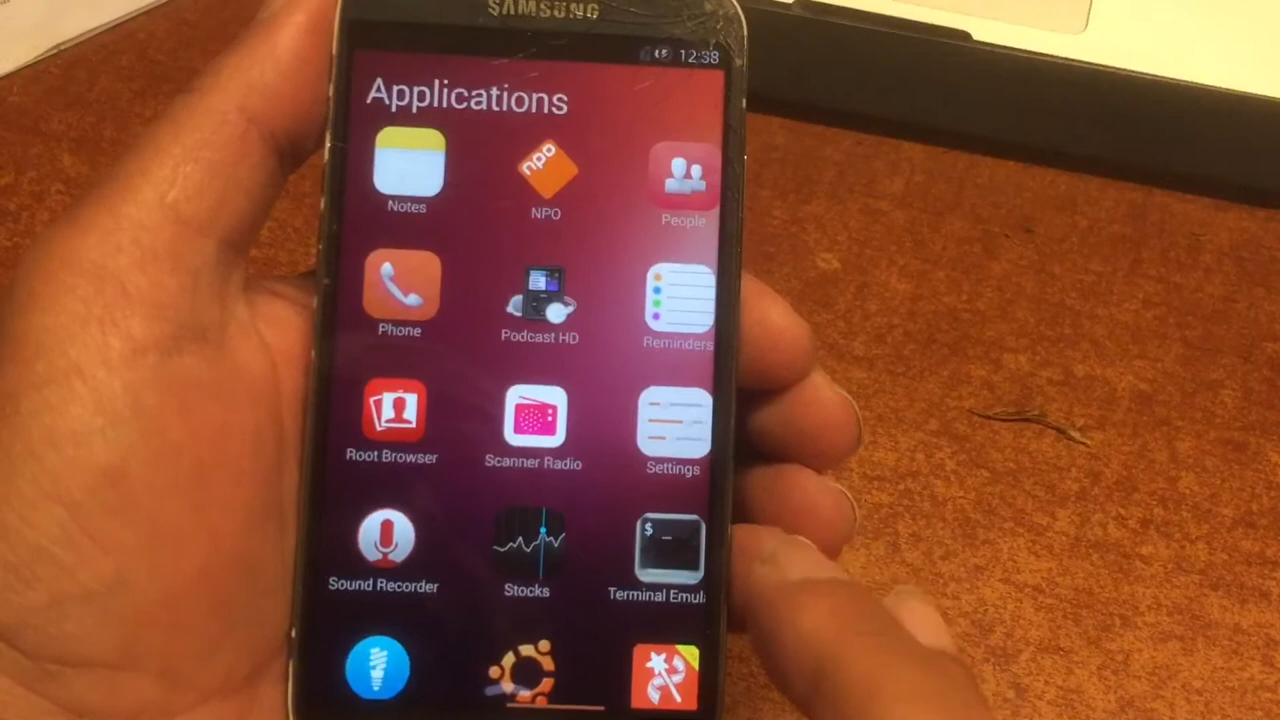 SAMSUNG
12:38
Applications
Notes
npo
NPO
People
Phone
Podcast HD
Reminders
Root Browser
Scanner Radio
Settings
$
Sound Recorder
Stocks
Terminal Emul